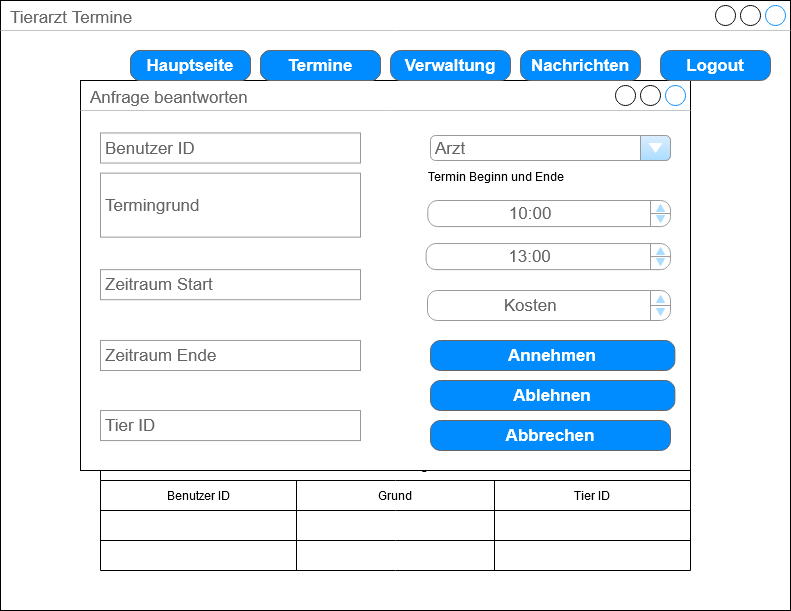 Tierarzt Termine
Hauptseite Termine Verwaltung Nachrichten Logout
Anfrage beantworten
Benutzer ID
Arzt
Termin Beginn und Ende
Termingrund
10:00
13:00
Zeitraum Start
Kosten
Zeitraum Ende
Annehmen
Ablehnen
Tier ID
Abbrechen
Benutzer ID Grund Tier ID